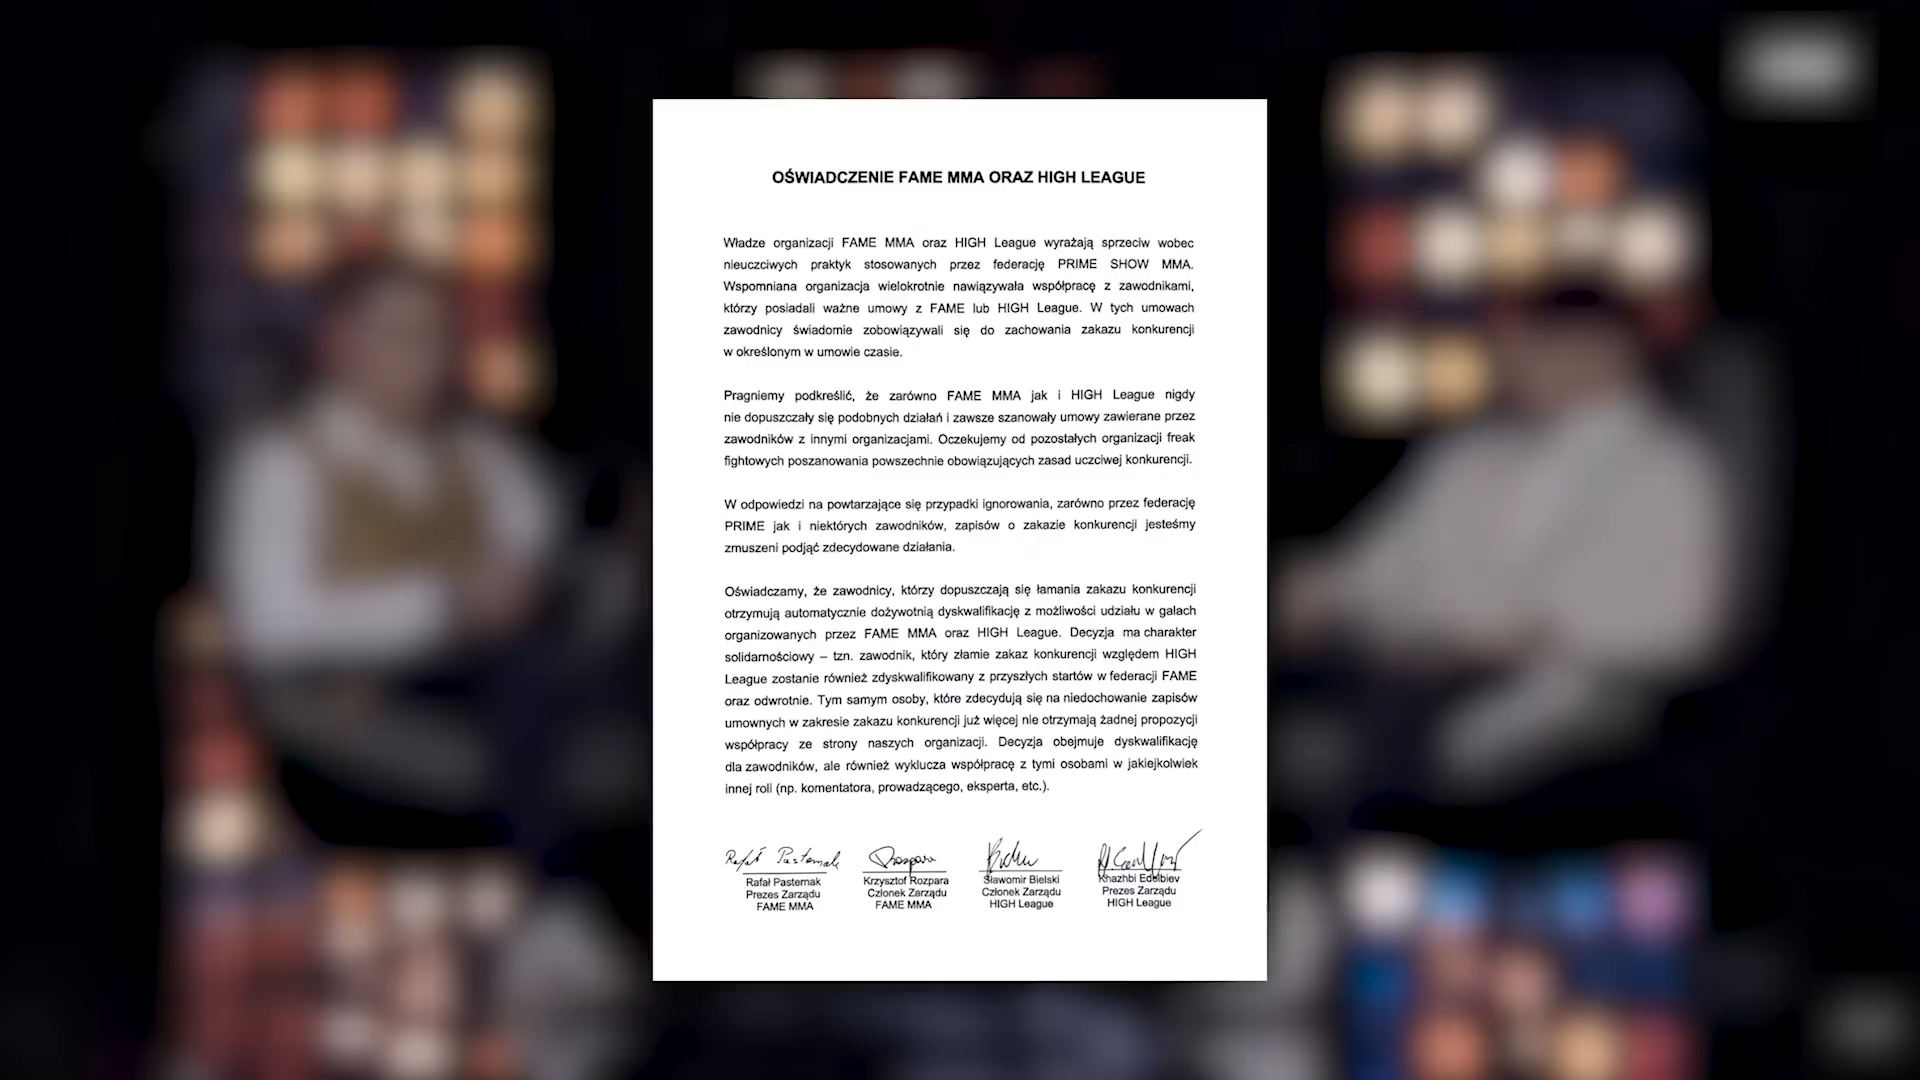 OŚWIADCZENIE FAME MMA ORAZ HIGH LEAGUE
Władze organizacji FAME MMA oraz HIGH League wyrażają sprzeciw wobec
nieuczciwych praktyk stosowanych przez federację PRIME SHOW MMA.
Wspomniana organizacja wielokrotnie nawiązywała współpracę z zawodnikami,
którzy posiadali ważne umowy z FAME lub HIGH League. W tych umowach
zawodnicy świadomie zobowiązywali się do zachowania zakazu konkurencji
w określonym w umowie czasie.
Pragniemy podkreślić, że zarówno FAME MMA jak i HIGH League nigdy
nie dopuszczały się podobnych działań i zawsze szanowały umowy zawierane przez
zawodników z innymi organizacjami. Oczekujemy od pozostałych organizacji freak
fightowych poszanowania powszechnie obowiązujących zasad uczciwej konkurencji.
W odpowiedzi na powtarzające się przypadki ignorowania, zarówno przez federację
PRIME jak i niektórych zawodników, zapisów o zakazie konkurencji jesteśmy
zmuszeni podjąć zdecydowane działania.
Oświadczamy, że zawodnicy, którzy dopuszczają się łamania zakazu konkurencji
otrzymują automatycznie dożywotnią dyskwalifikację z możliwości udziału w galach
organizowanych przez FAME MMA oraz HIGH League. Decyzja ma charakter
solidarnościowy – tzn. zawodnik, który złamie zakaz konkurencji względem HIGH
League zostanie również zdyskwalifikowany z przyszłych startów w federacji FAME
oraz odwrotnie. Tym samym osoby, które zdecydują się na niedochowanie zapisów
umownych w zakresie zakazu konkurencji już więcej nie otrzymają żadnej propozycji
współpracy ze strony naszych organizacji. Decyzja obejmuje dyskwalifikację
dla zawodników, ale również wyklucza współpracę z tymi osobami w jakiejkolwiek
innej roli (np. komentatora, prowadzącego, eksperta, etc.).
Rafał Pasternak
Rafał Pasternak
Prezes Zarządu
FAME MMA
Rozpara
Krzysztof Rozpara
Członek Zarządu
FAME MMA
Sławomir Bielski
Członek Zarządu
HIGH League
Khazhbi Edelbiev
Prezes Zarządu
HIGH League